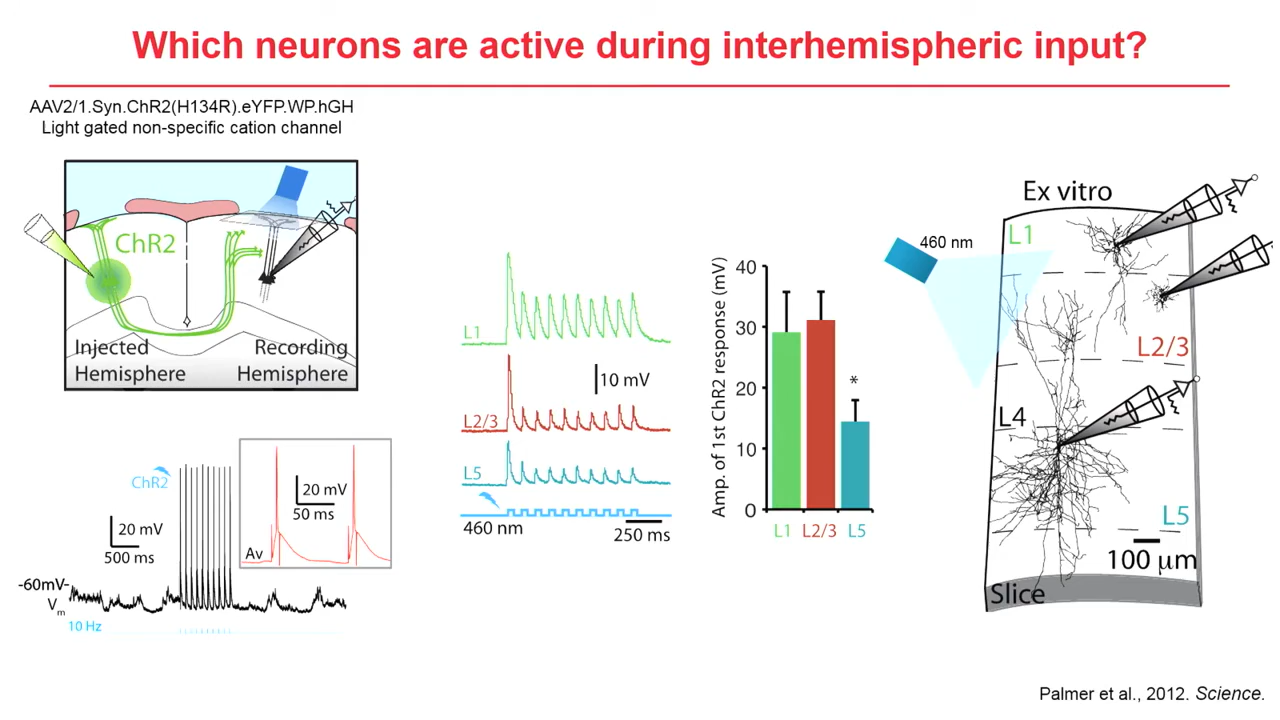 Which neurons are active during interhemispheric input?
AAV2/1.Syn.ChR2(H134R).eYFP.WP.hGH
Light gated non-specific cation channel
ChR2
Injected
Hemisphere
Recording
Hemisphere
ChR2
20 mV
500 ms
20 mV
50 ms
Av
-60mV
Vm
10 Hz
L1
10 mV
L2/3
L5
460 nm
250 ms
Amp. of 1st ChR2 response (mV)
40
30
20
10
0
*
L1 L2/3 L5
Ex vitro
460 nm
L1
L2/3
L4
L5
100 µm
Slice
Palmer et al., 2012. Science.